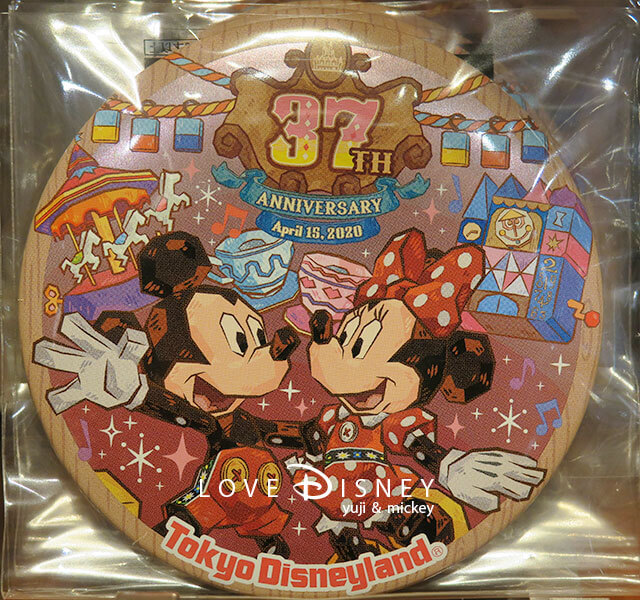 37TH
ANNIVERSARY
April 15, 2020
LOVE DISNEY
yuji & mickey
Tokyo Disneyland®